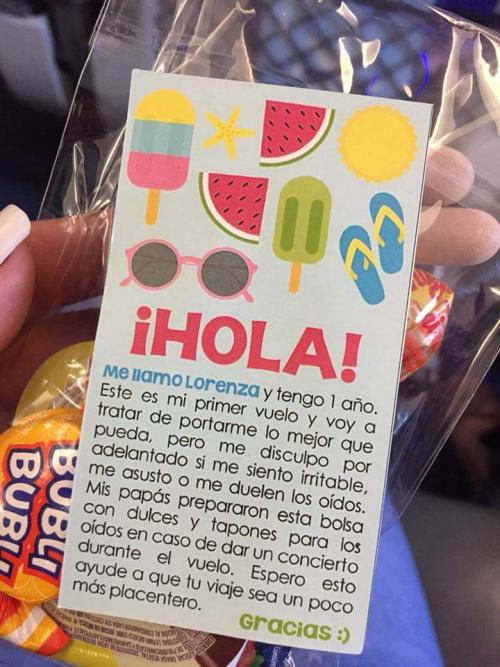 ¡HOLA!
Me llamo Lorenza y tengo 1 año.
Este es mi primer vuelo y voy a
tratar de portarme lo mejor que
pueda, pero me disculpo por
adelantado si me siento irritable,
me asusto o me duelen los oídos.
Mis papás prepararon esta bolsa
con dulces y tapones para los
oídos en caso de dar un concierto
durante el vuelo. Espero esto
ayude a que tu viaje sea un poco
más placentero.
Gracias :)
BUBLI
BUBLI